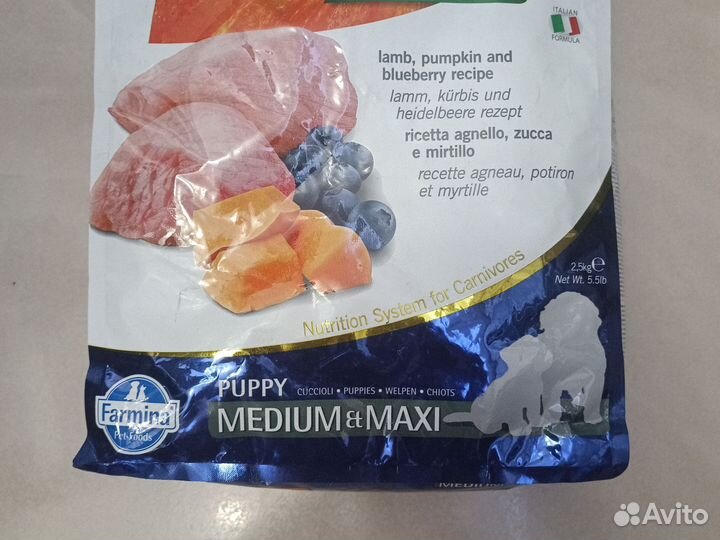 ITALIAN
FORMULA
lamb, pumpkin and
blueberry recipe
lamm, kürbis und
heidelbeere rezept
ricetta agnello, zucca
e mirtillo
recette agneau, potiron
et myrtille
2,5kg e
Net Wt. 5.5lb
Nutrition System for Carnivores
PUPPY CUCCIOLI • PUPPIES • WELPEN • CHIOTS
MEDIUM & MAXI
Farmina
Pet Foods
MEDIUM
Avito